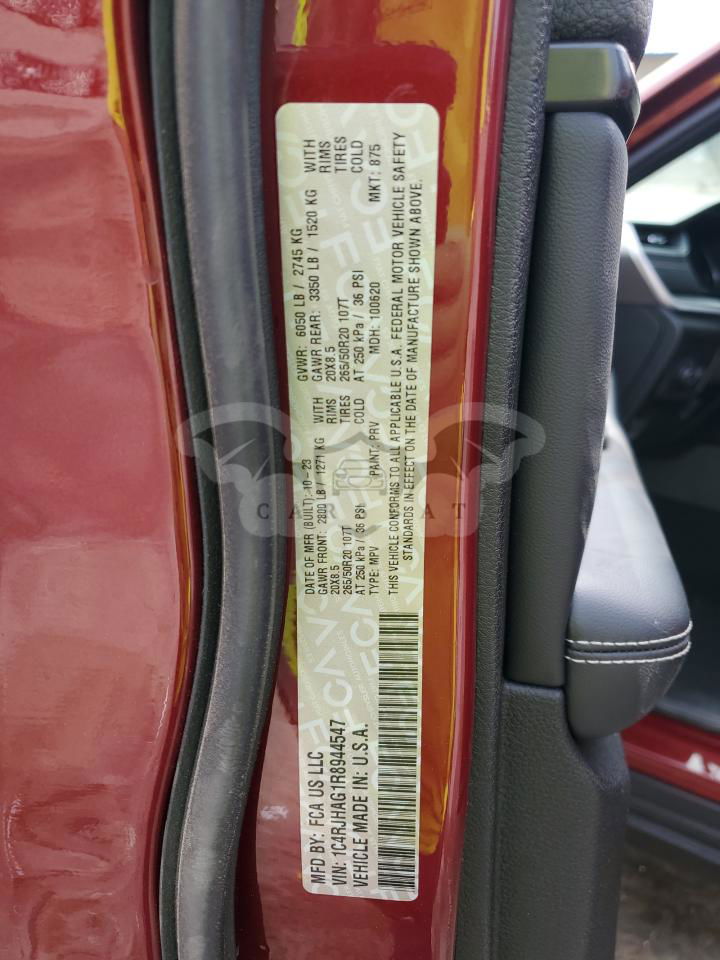 MFD BY: FCA US LLC
VIN: 1C4RJHAG1R8944547
VEHICLE MADE IN: U.S.A.
DATE OF MFR (BUILT): 10-23
GAWR FRONT: 2800 LB / 1271 KG WITH
20X8.5 RIMS
265/50R20 107T TIRES
AT 250 kPa / 36 PSI COLD
TYPE: MPV PAINT: PRV
GVWR: 6050 LB / 2745 KG
GAWR REAR: 3350 LB / 1520 KG WITH
20X8.5 RIMS
265/50R20 107T TIRES
AT 250 kPa / 36 PSI COLD
MDH: 100620 MKT: 875
THIS VEHICLE CONFORMS TO ALL APPLICABLE U.S.A. FEDERAL MOTOR VEHICLE SAFETY
STANDARDS IN EFFECT ON THE DATE OF MANUFACTURE SHOWN ABOVE.